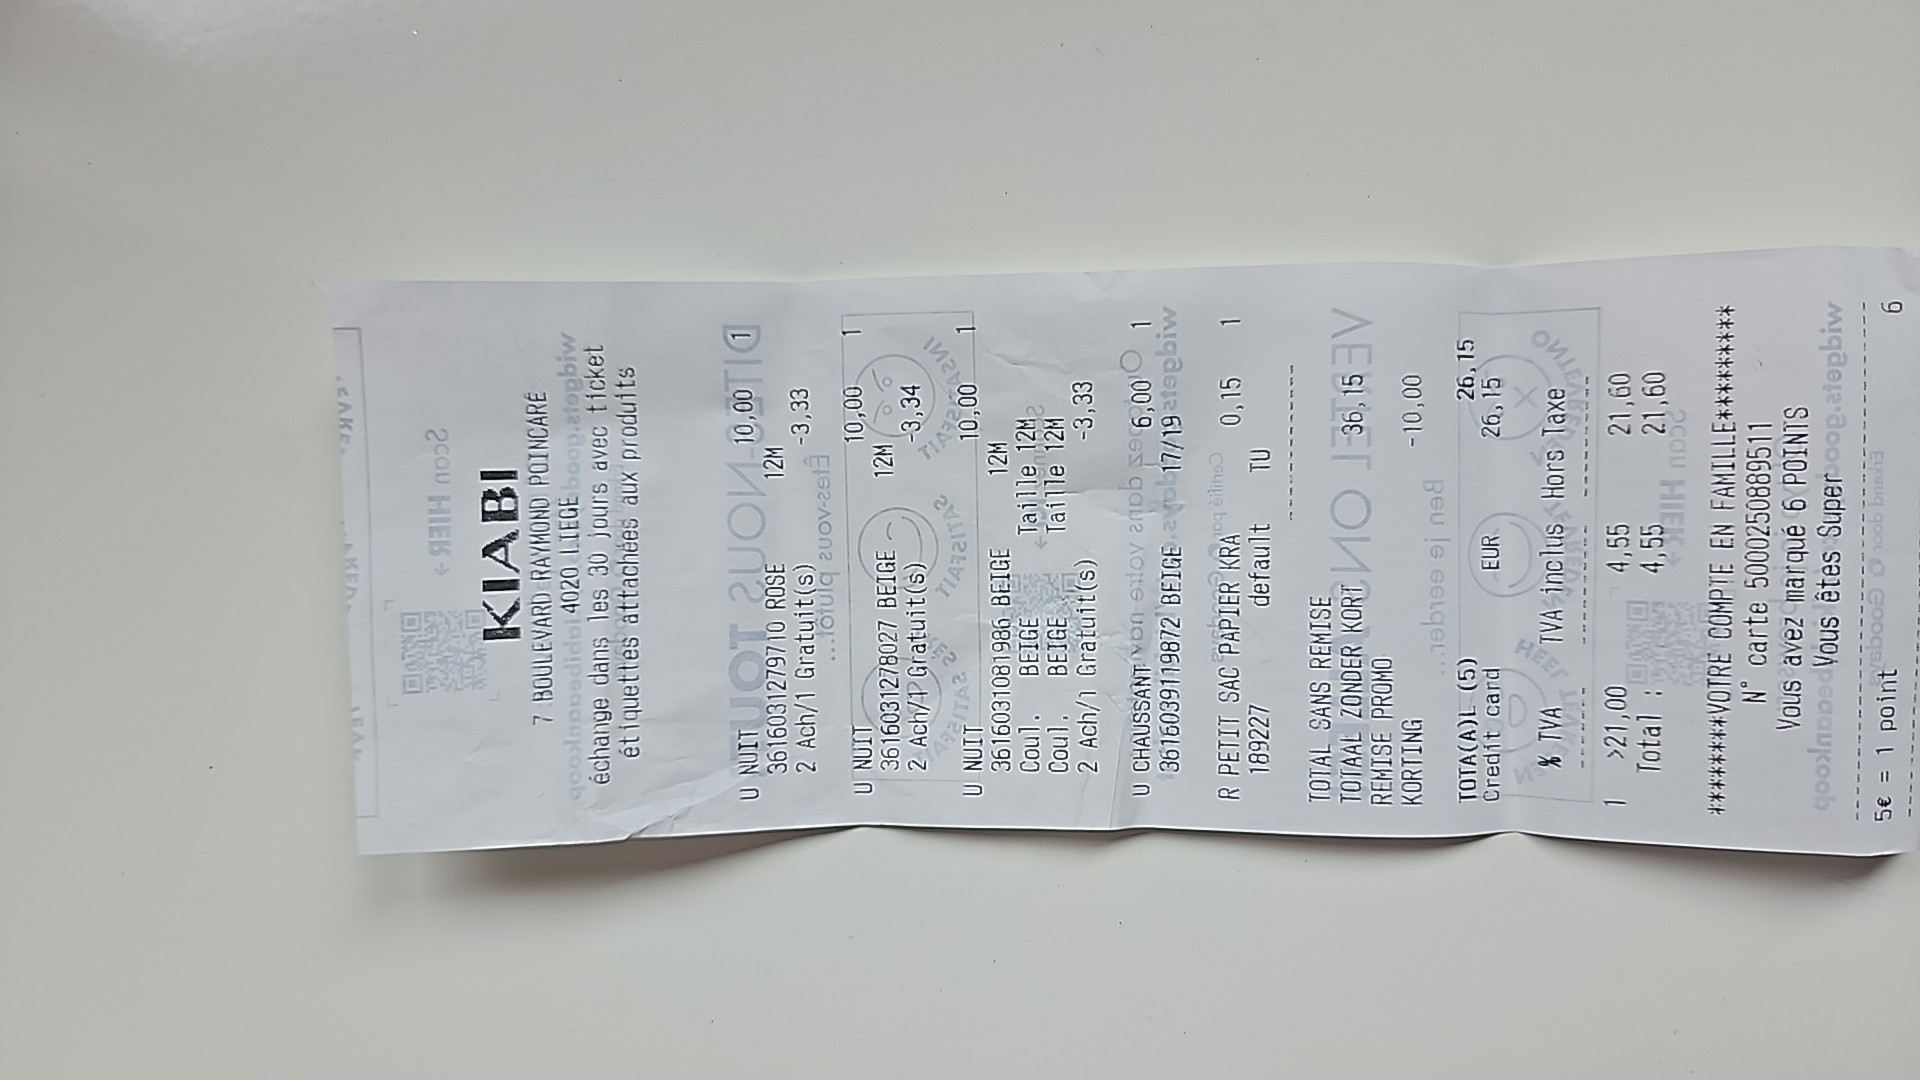 KIABI
7 BOULEVARD RAYMOND POINCARÉ
4020 LIEGE
échange dans les 30 jours avec ticket
étiquettes attachées aux produits
U NUIT 10,00 1
3616031279710 ROSE 12M
2 Ach/1 Gratuit(s) -3,33
U NUIT 10,00 1
3616031278027 BEIGE 12M
2 Ach/1 Gratuit(s) -3,34
U NUIT 10,00 1
3616031081986 BEIGE 12M
Coul. BEIGE Taille 12M
Coul. BEIGE Taille 12M
2 Ach/1 Gratuit(s) -3,33
U CHAUSSANT 6,00 1
3616039119872 BEIGE 17/19
R PETIT SAC PAPIER KRA 0,15 1
189227 default TU
TOTAL SANS REMISE
TOTAAL ZONDER KORT 36,15
REMISE PROMO
KORTING -10,00
TOTA(A)L (5) 26,15
Credit card EUR 26,15
% TVA TVA inclus Hors Taxe
1 >21,00 4,55 21,60
Total : 4,55 21,60
********VOTRE COMPTE EN FAMILLE*********
N° carte 5000250889511
Vous avez marqué 6 POINTS
Vous êtes Super
5€ = 1 point 6